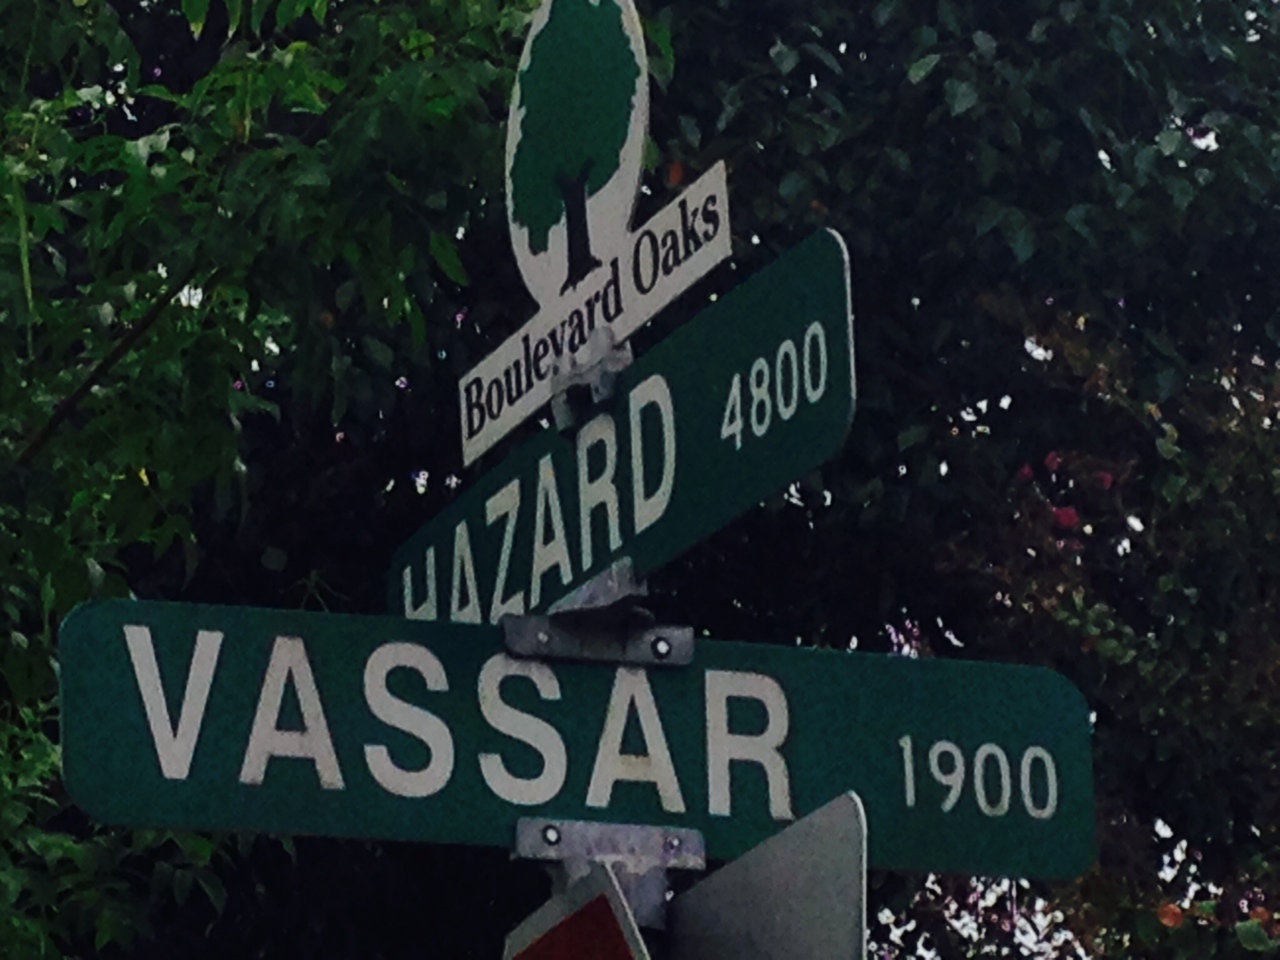 Boulevard Oaks
HAZARD 4800
VASSAR 1900